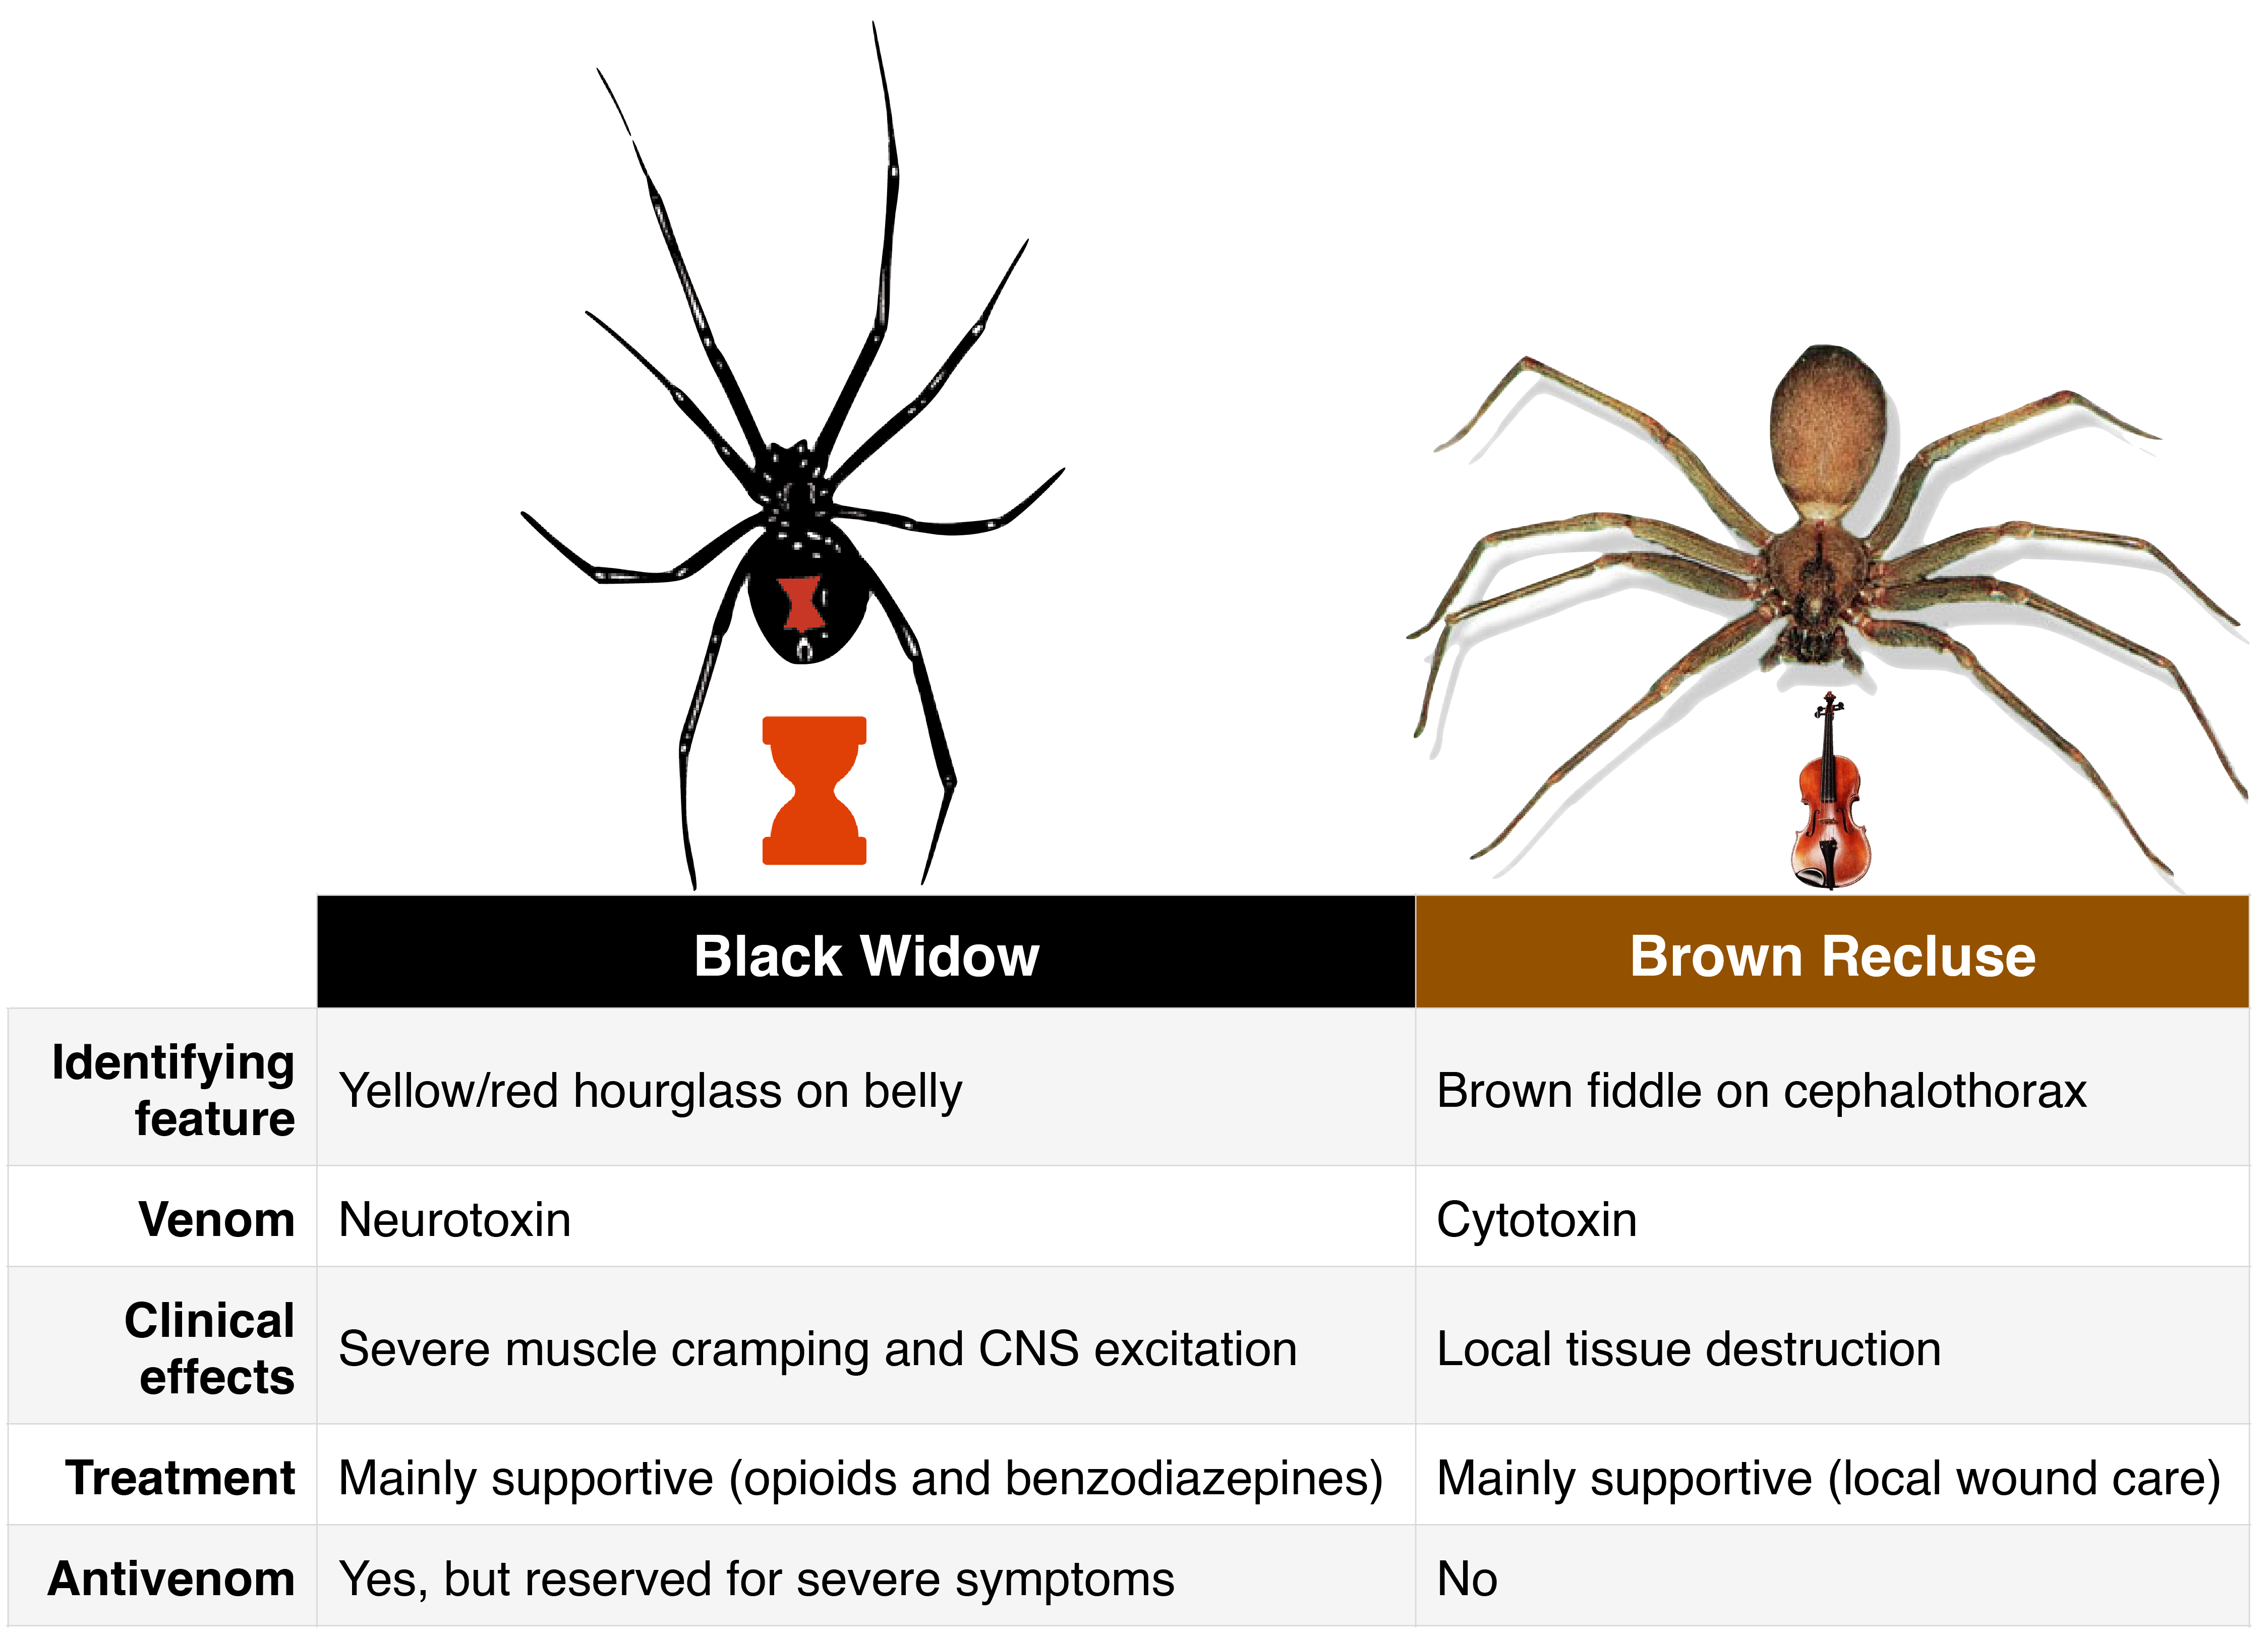 Black Widow
Brown Recluse
Identifying
feature
Yellow/red hourglass on belly
Brown fiddle on cephalothorax
Venom
Neurotoxin
Cytotoxin
Clinical
effects
Severe muscle cramping and CNS excitation
Local tissue destruction
Treatment
Mainly supportive (opioids and benzodiazepines)
Mainly supportive (local wound care)
Antivenom
Yes, but reserved for severe symptoms
No